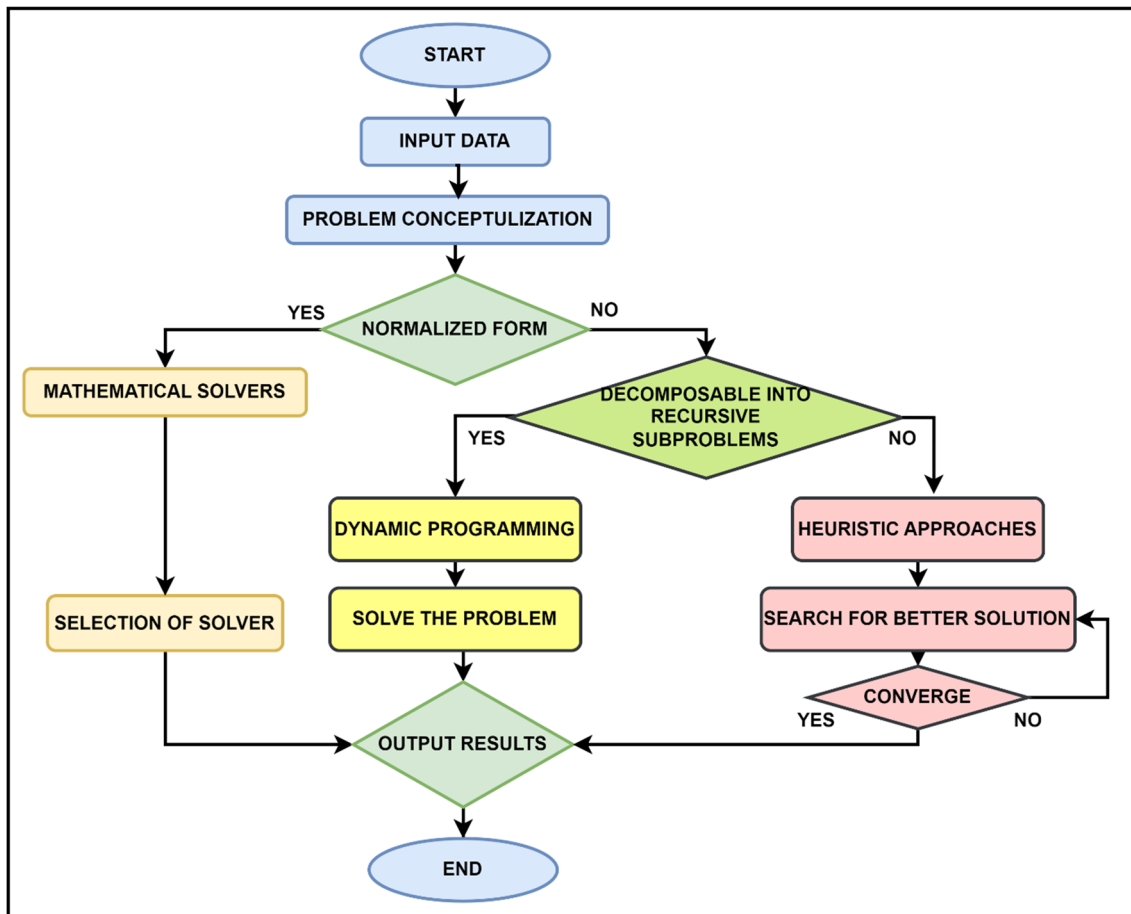 START
INPUT DATA
PROBLEM CONCEPTULIZATION
YES
NO
NORMALIZED FORM
MATHEMATICAL SOLVERS
DECOMPOSABLE INTO
RECURSIVE
SUBPROBLEMS
YES
NO
DYNAMIC PROGRAMMING
HEURISTIC APPROACHES
SELECTION OF SOLVER
SOLVE THE PROBLEM
SEARCH FOR BETTER SOLUTION
CONVERGE
YES
NO
OUTPUT RESULTS
END